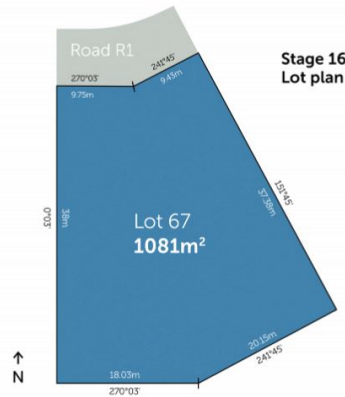 Road R1
Stage 16
Lot plan
270°03'
9.75m
241°45'
9.45m
0°03'
38m
151°45'
37.38m
Lot 67
1081m²
20.15m
241°45'
18.03m
270°03'
↑
N